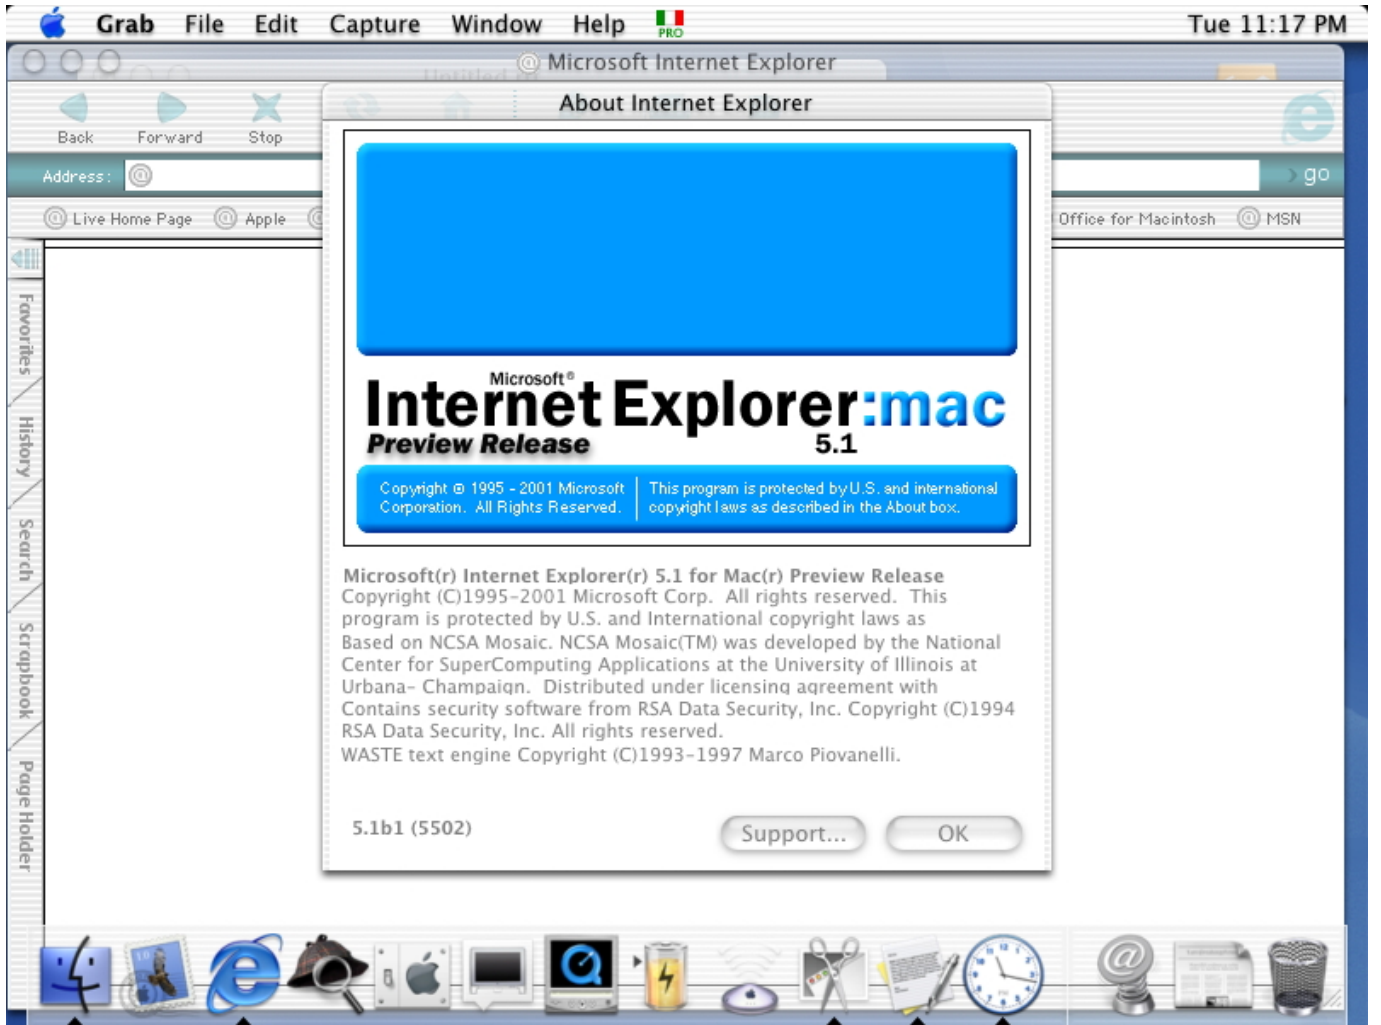 Grab File Edit Capture Window Help PRO Tue 11:17 PM
Microsoft Internet Explorer
About Internet Explorer
Back Forward Stop
Address: @ go
Live Home Page Apple Office for Macintosh MSN
Favorites
History
Search
Scrapbook
Page Holder
Microsoft®
Internet Explorer:mac
Preview Release 5.1
Copyright © 1995 - 2001 Microsoft
Corporation. All Rights Reserved.
This program is protected by U.S. and international
copyright laws as described in the About box.
Microsoft(r) Internet Explorer(r) 5.1 for Mac(r) Preview Release
Copyright (C)1995-2001 Microsoft Corp. All rights reserved. This
program is protected by U.S. and International copyright laws as
Based on NCSA Mosaic. NCSA Mosaic(TM) was developed by the National
Center for SuperComputing Applications at the University of Illinois at
Urbana- Champaign. Distributed under licensing agreement with
Contains security software from RSA Data Security, Inc. Copyright (C)1994
RSA Data Security, Inc. All rights reserved.
WASTE text engine Copyright (C)1993-1997 Marco Piovanelli.
5.1b1 (5502)
Support... OK